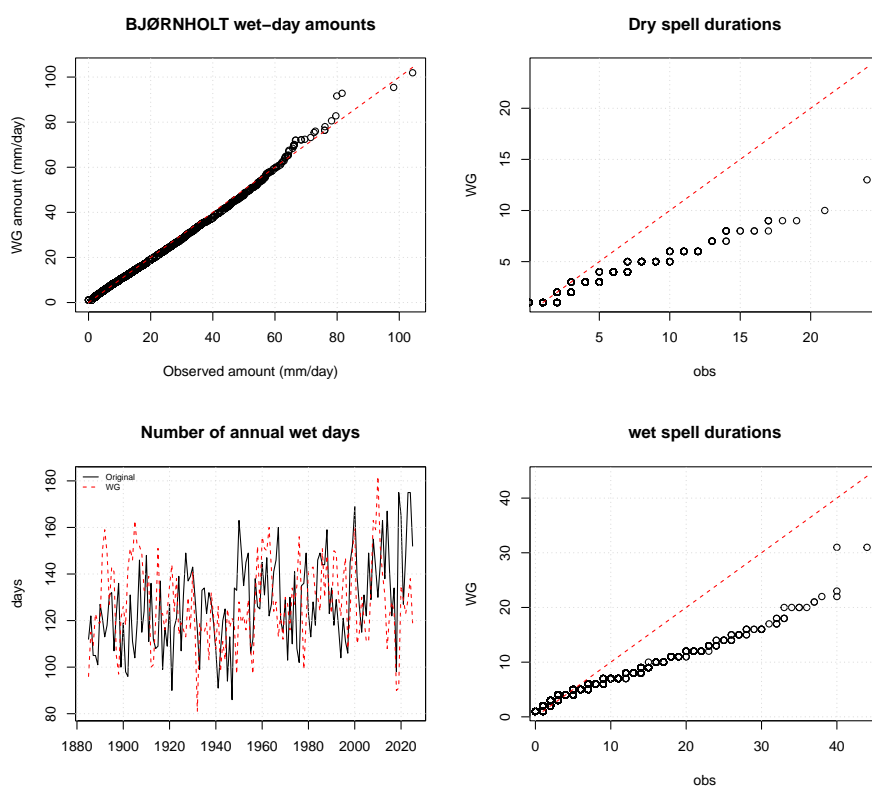 BJØRNHOLT wet−day amounts
WG amount (mm/day)
0 20 40 60 80 100
0 20 40 60 80 100
Observed amount (mm/day)
Dry spell durations
WG
5 10 15 20
5 10 15 20
obs
Number of annual wet days
Original
WG
days
80 100 120 140 160 180
1880 1900 1920 1940 1960 1980 2000 2020
wet spell durations
WG
0 10 20 30 40
0 10 20 30 40
obs